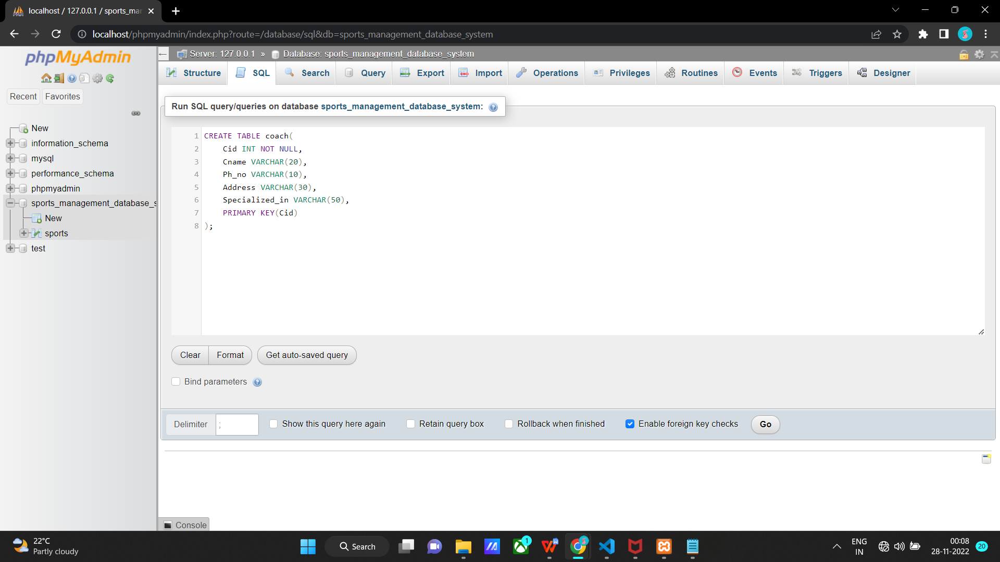 localhost / 127.0.0.1 / sports_mar
localhost/phpmyadmin/index.php?route=/database/sql&db=sports_management_database_system
phpMyAdmin
Server: 127.0.0.1 » Database: sports_management_database_system
Structure SQL Search Query Export Import Operations Privileges Routines Events Triggers Designer
Recent Favorites
New
information_schema
mysql
performance_schema
phpmyadmin
sports_management_database_s
New
sports
test
Run SQL query/queries on database sports_management_database_system:
1 CREATE TABLE coach(
2 Cid INT NOT NULL,
3 Cname VARCHAR(20),
4 Ph_no VARCHAR(10),
5 Address VARCHAR(30),
6 Specialized_in VARCHAR(50),
7 PRIMARY KEY(Cid)
8 );
Clear Format Get auto-saved query
Bind parameters
Delimiter ; Show this query here again Retain query box Rollback when finished Enable foreign key checks Go
Console
22°C
Partly cloudy
Search
1
ENG
IN
00:08
28-11-2022
20